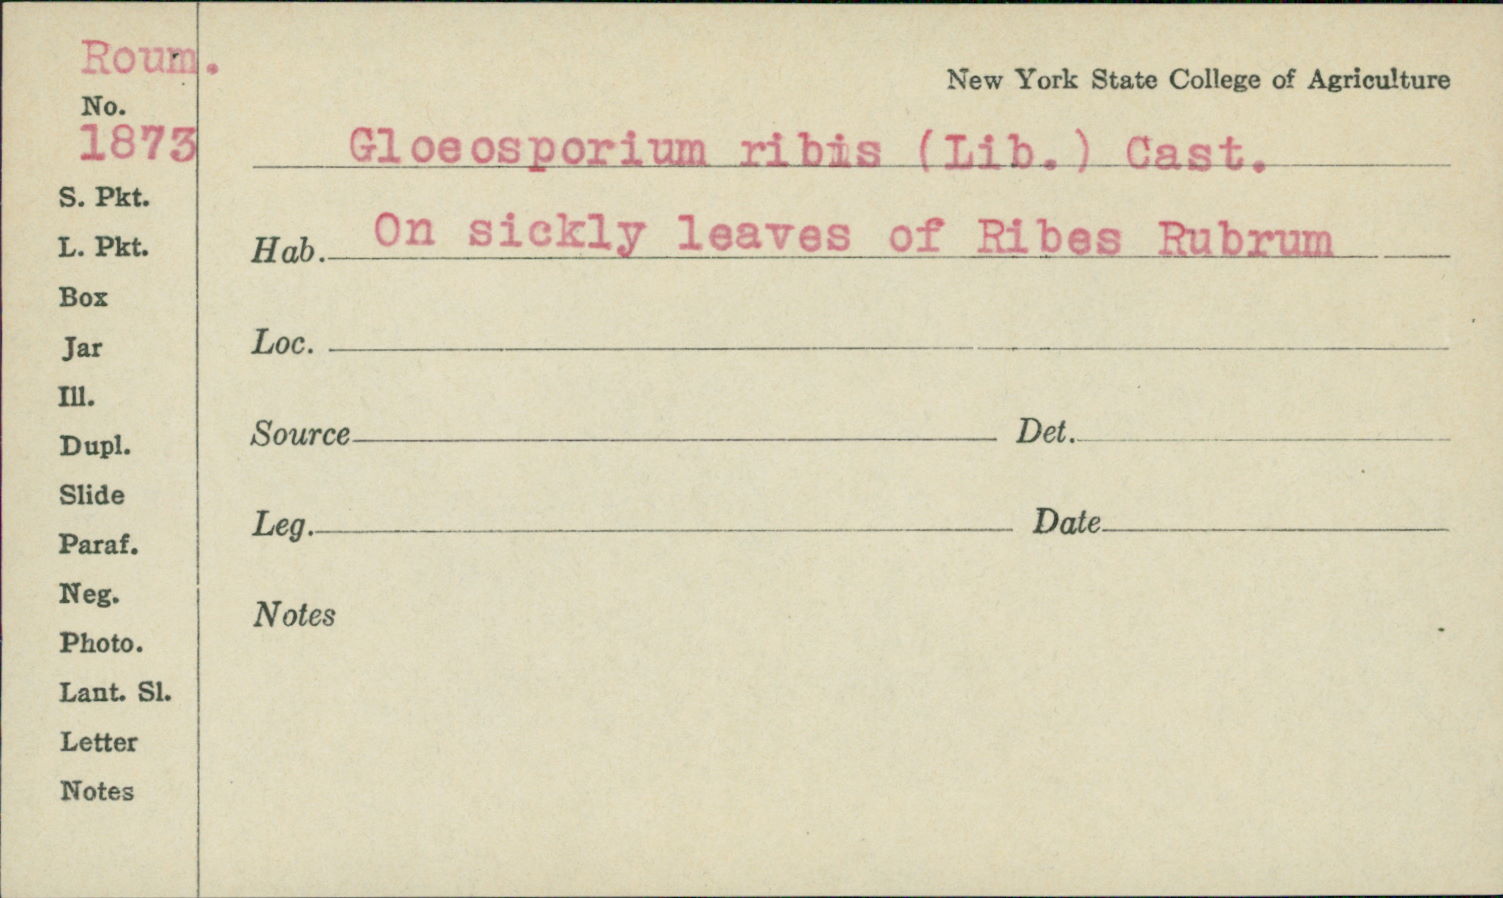 Roum.
No.
1873
S. Pkt.
L. Pkt.
Box
Jar
Ill.
Dupl.
Slide
Paraf.
Neg.
Photo.
Lant. Sl.
Letter
Notes
New York State College of Agriculture
Gloeosporium ribis (Lib.) Cast.
Hab. On sickly leaves of Ribes Rubrum
Loc.
Source Det.
Leg. Date
Notes